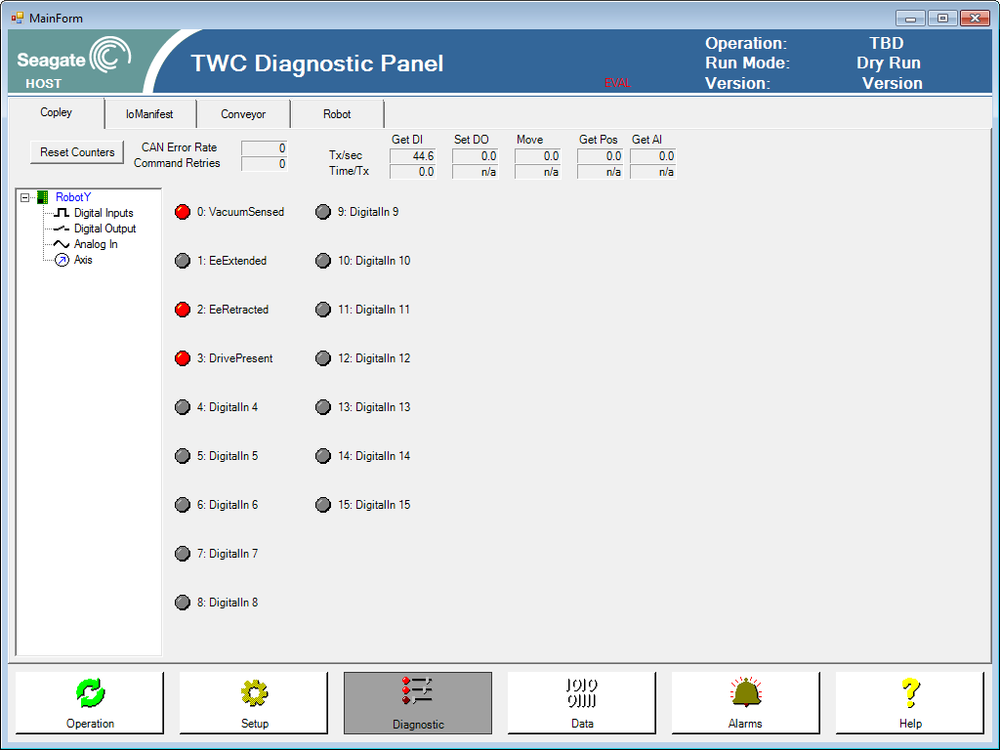 MainForm
Seagate
HOST
TWC Diagnostic Panel
EVAL
Operation: TBD
Run Mode: Dry Run
Version: Version
Copley IoManifest Conveyor Robot
Reset Counters
CAN Error Rate 0
Command Retries 0
Get DI Set DO Move Get Pos Get AI
Tx/sec 44.6 0.0 0.0 0.0 0.0
Time/Tx 0.0 n/a n/a n/a n/a
RobotY
Digital Inputs
Digital Output
Analog In
Axis
0: VacuumSensed
1: EeExtended
2: EeRetracted
3: DrivePresent
4: DigitalIn 4
5: DigitalIn 5
6: DigitalIn 6
7: DigitalIn 7
8: DigitalIn 8
9: DigitalIn 9
10: DigitalIn 10
11: DigitalIn 11
12: DigitalIn 12
13: DigitalIn 13
14: DigitalIn 14
15: DigitalIn 15
Operation
Setup
Diagnostic
Data
Alarms
Help